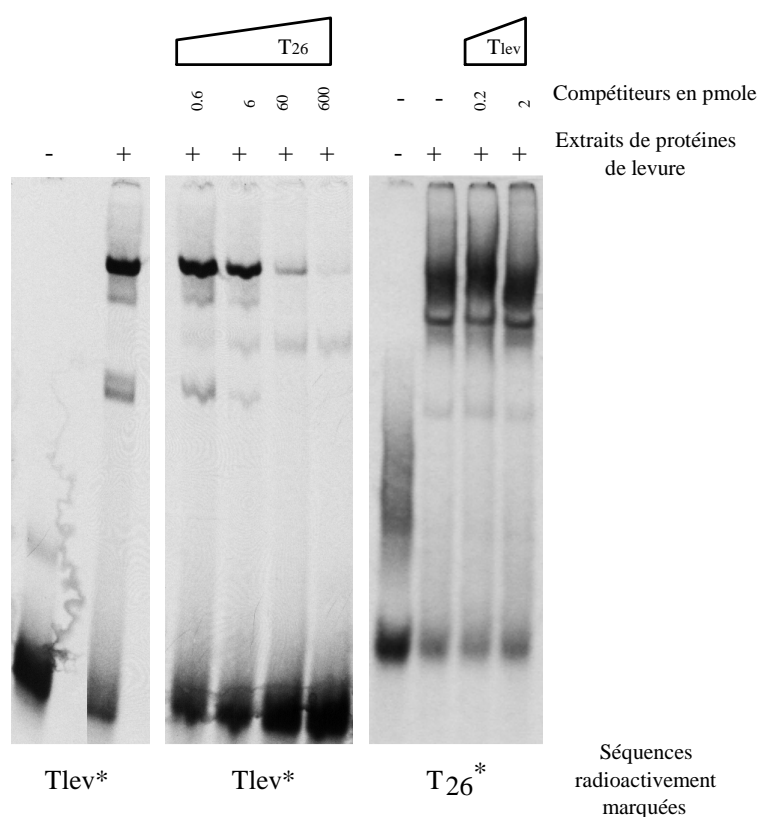 T26
Tlev
0.6 6 60 600 - - 0.2 2 Compétiteurs en pmole
- + + + + + - + + + Extraits de protéines
de levure
Tlev* Tlev* T26* Séquences
radioactivement
marquées